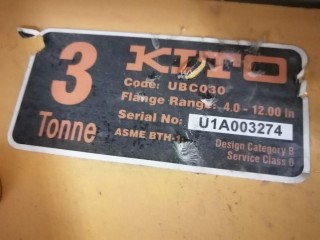 3
Tonne
KITO
Code: UBC030
Flange Range: 4.0 - 12.00 in
Serial No: U1A003274
ASME BTH-1
Design Category B
Service Class 0